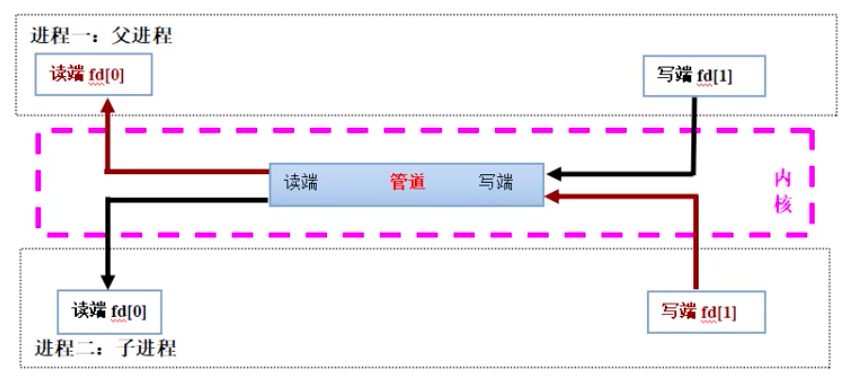 进程一：父进程
读端 fd[0]
写端 fd[1]
读端 管道 写端
内核
读端 fd[0]
写端 fd[1]
进程二：子进程